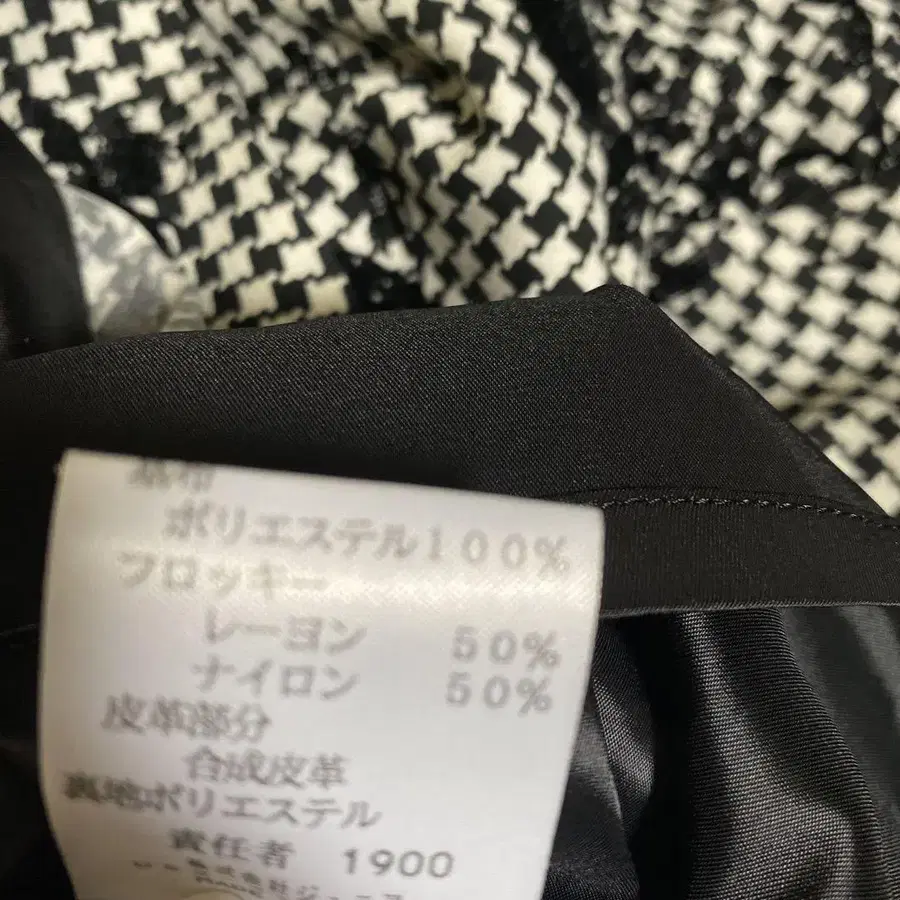 基布
ポリエステル100%
フロッキー
レーヨン 50%
ナイロン 50%
皮革部分
合成皮革
裏地ポリエステル
責任者 1900